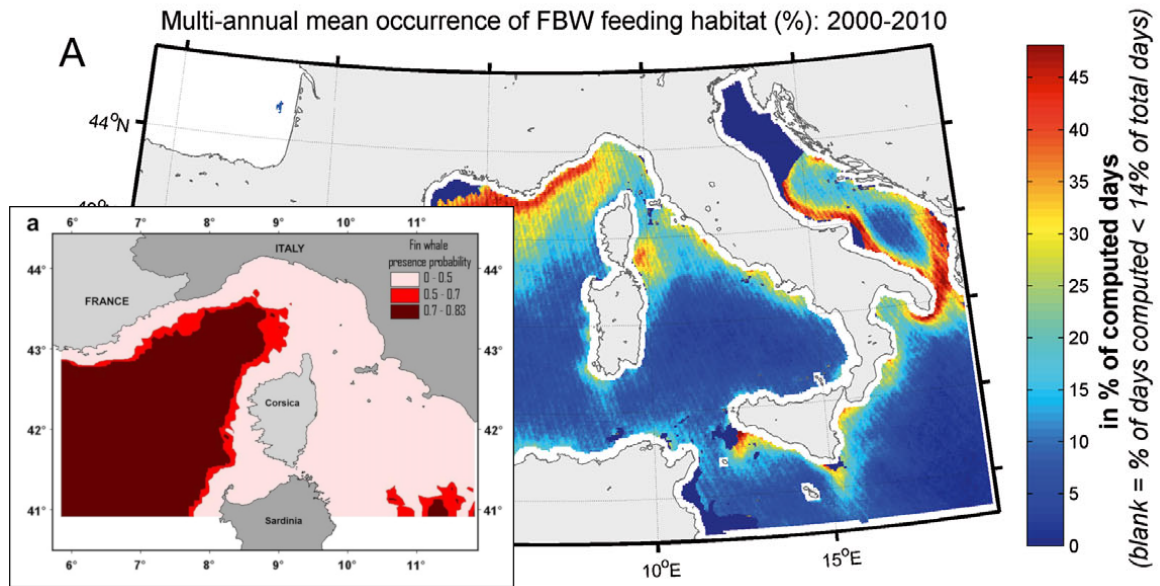 Multi-annual mean occurrence of FBW feeding habitat (%): 2000-2010
A
44°N
10°E
15°E
45
40
35
30
25
20
15
10
5
0
in % of computed days
(blank = % of days computed < 14% of total days)
a
6° 7° 8° 9° 10° 11°
ITALY
Fin whale
presence probability
0 - 0.5
0.5 - 0.7
0.7 - 0.83
FRANCE
Corsica
Sardinia
44° 44°
43° 43°
42° 42°
41° 41°
6° 7° 8° 9° 10° 11°